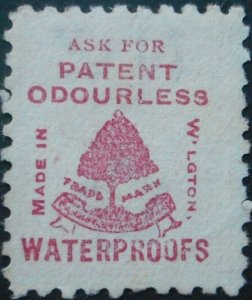 ASK FOR
PATENT
ODOURLESS
MADE IN
W'LGTON,
TRADE MARK
WATERPROOFS